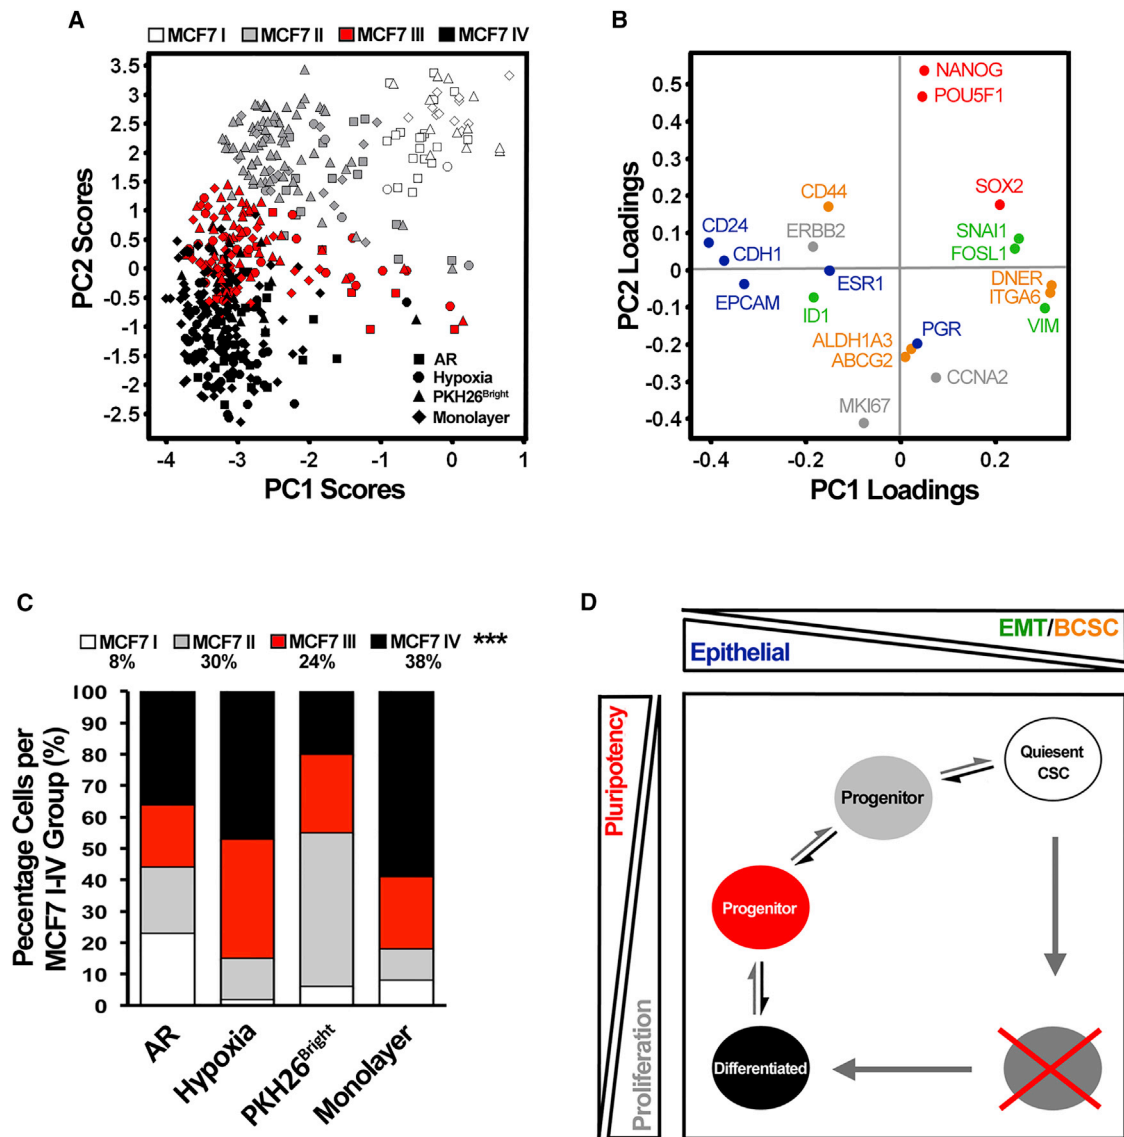 A
MCF7 I MCF7 II MCF7 III MCF7 IV
PC2 Scores
3.5
3
2.5
2
1.5
1
0.5
0
-0.5
-1
-1.5
-2
-2.5
AR
Hypoxia
PKH26Bright
Monolayer
-4 -3 -2 -1 0 1
PC1 Scores
B
PC2 Loadings
0.5
0.4
0.3
0.2
0.1
0
-0.1
-0.2
-0.3
-0.4
NANOG
POU5F1
SOX2
CD44
SNAI1
ERBB2
FOSL1
CD24
CDH1
DNER
ESR1
ITGA6
EPCAM
ID1
VIM
PGR
ALDH1A3
ABCG2
CCNA2
MKI67
-0.4 -0.2 0 0.2
PC1 Loadings
C
MCF7 I MCF7 II MCF7 III MCF7 IV ***
8% 30% 24% 38%
Pecentage Cells per
MCF7 I-IV Group (%)
100
90
80
70
60
50
40
30
20
10
0
AR
Hypoxia
PKH26Bright
Monolayer
D
EMT/BCSC
Epithelial
Pluripotency
Proliferation
Quiesent
CSC
Progenitor
Progenitor
Differentiated